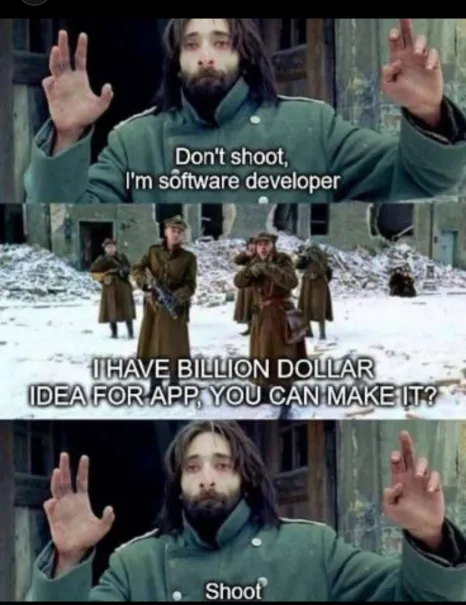 Don't shoot,
I'm software developer
I HAVE BILLION DOLLAR
IDEA FOR APP, YOU CAN MAKE IT?
Shoot